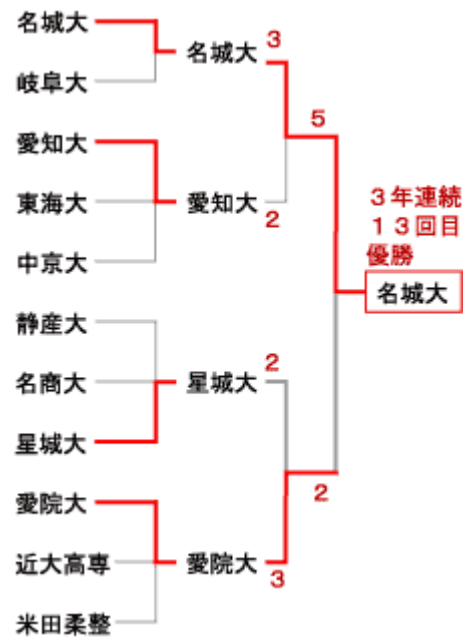 名城大
岐阜大
愛知大
東海大
中京大
静産大
名商大
星城大
愛院大
近大高専
米田柔整
名城大
3
愛知大
2
星城大
2
愛院大
3
5
2
3年連続
13回目
優勝
名城大